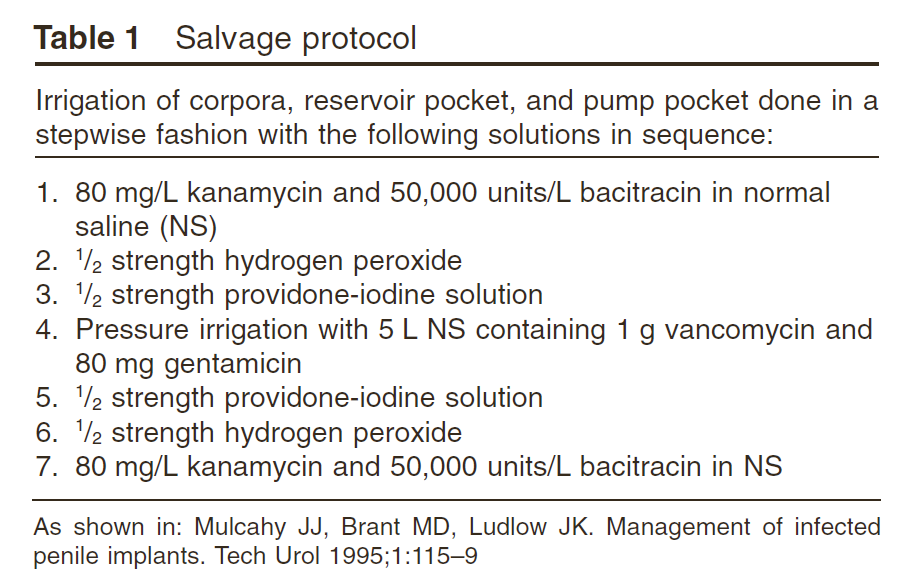 Table 1 Salvage protocol
Irrigation of corpora, reservoir pocket, and pump pocket done in a
stepwise fashion with the following solutions in sequence:
1. 80 mg/L kanamycin and 50,000 units/L bacitracin in normal
saline (NS)
2. 1/2 strength hydrogen peroxide
3. 1/2 strength providone-iodine solution
4. Pressure irrigation with 5 L NS containing 1 g vancomycin and
80 mg gentamicin
5. 1/2 strength providone-iodine solution
6. 1/2 strength hydrogen peroxide
7. 80 mg/L kanamycin and 50,000 units/L bacitracin in NS
As shown in: Mulcahy JJ, Brant MD, Ludlow JK. Management of infected
penile implants. Tech Urol 1995;1:115–9